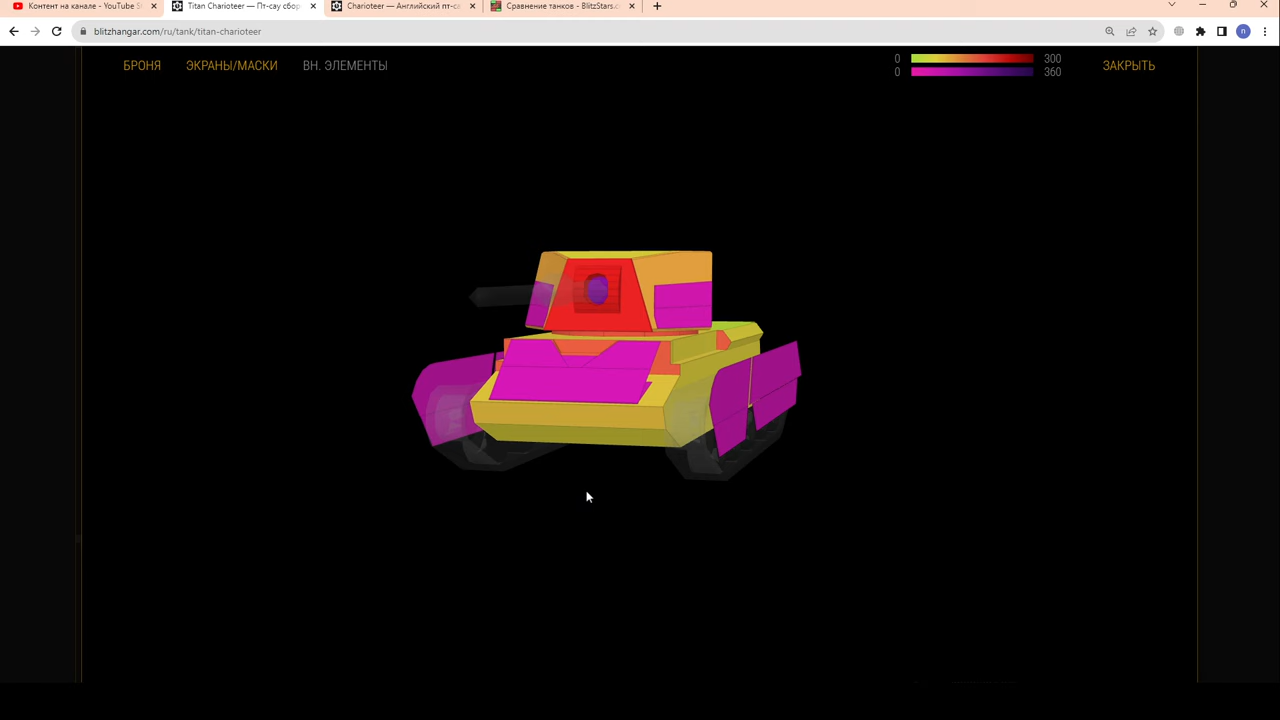 Контент на канале - YouTube S
Titan Charioteer — Пт-сау сбор
Charioteer — Английский пт-са
Сравнение танков - BlitzStars.c
blitzhangar.com/ru/tank/titan-charioteer
n
БРОНЯ
ЭКРАНЫ/МАСКИ
ВН. ЭЛЕМЕНТЫ
0
300
0
360
ЗАКРЫТЬ